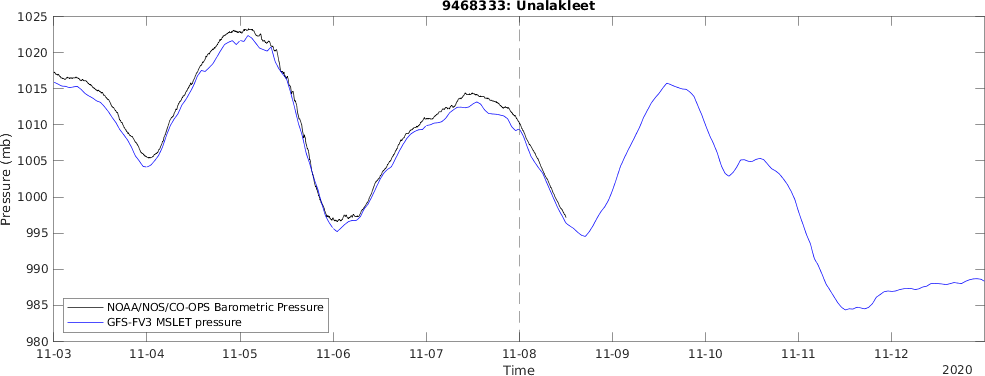 9468333: Unalakleet
1025
1020
1015
1010
1005
1000
995
990
985
980
Pressure (mb)
NOAA/NOS/CO-OPS Barometric Pressure
GFS-FV3 MSLET pressure
11-03 11-04 11-05 11-06 11-07 11-08 11-09 11-10 11-11 11-12
Time
2020